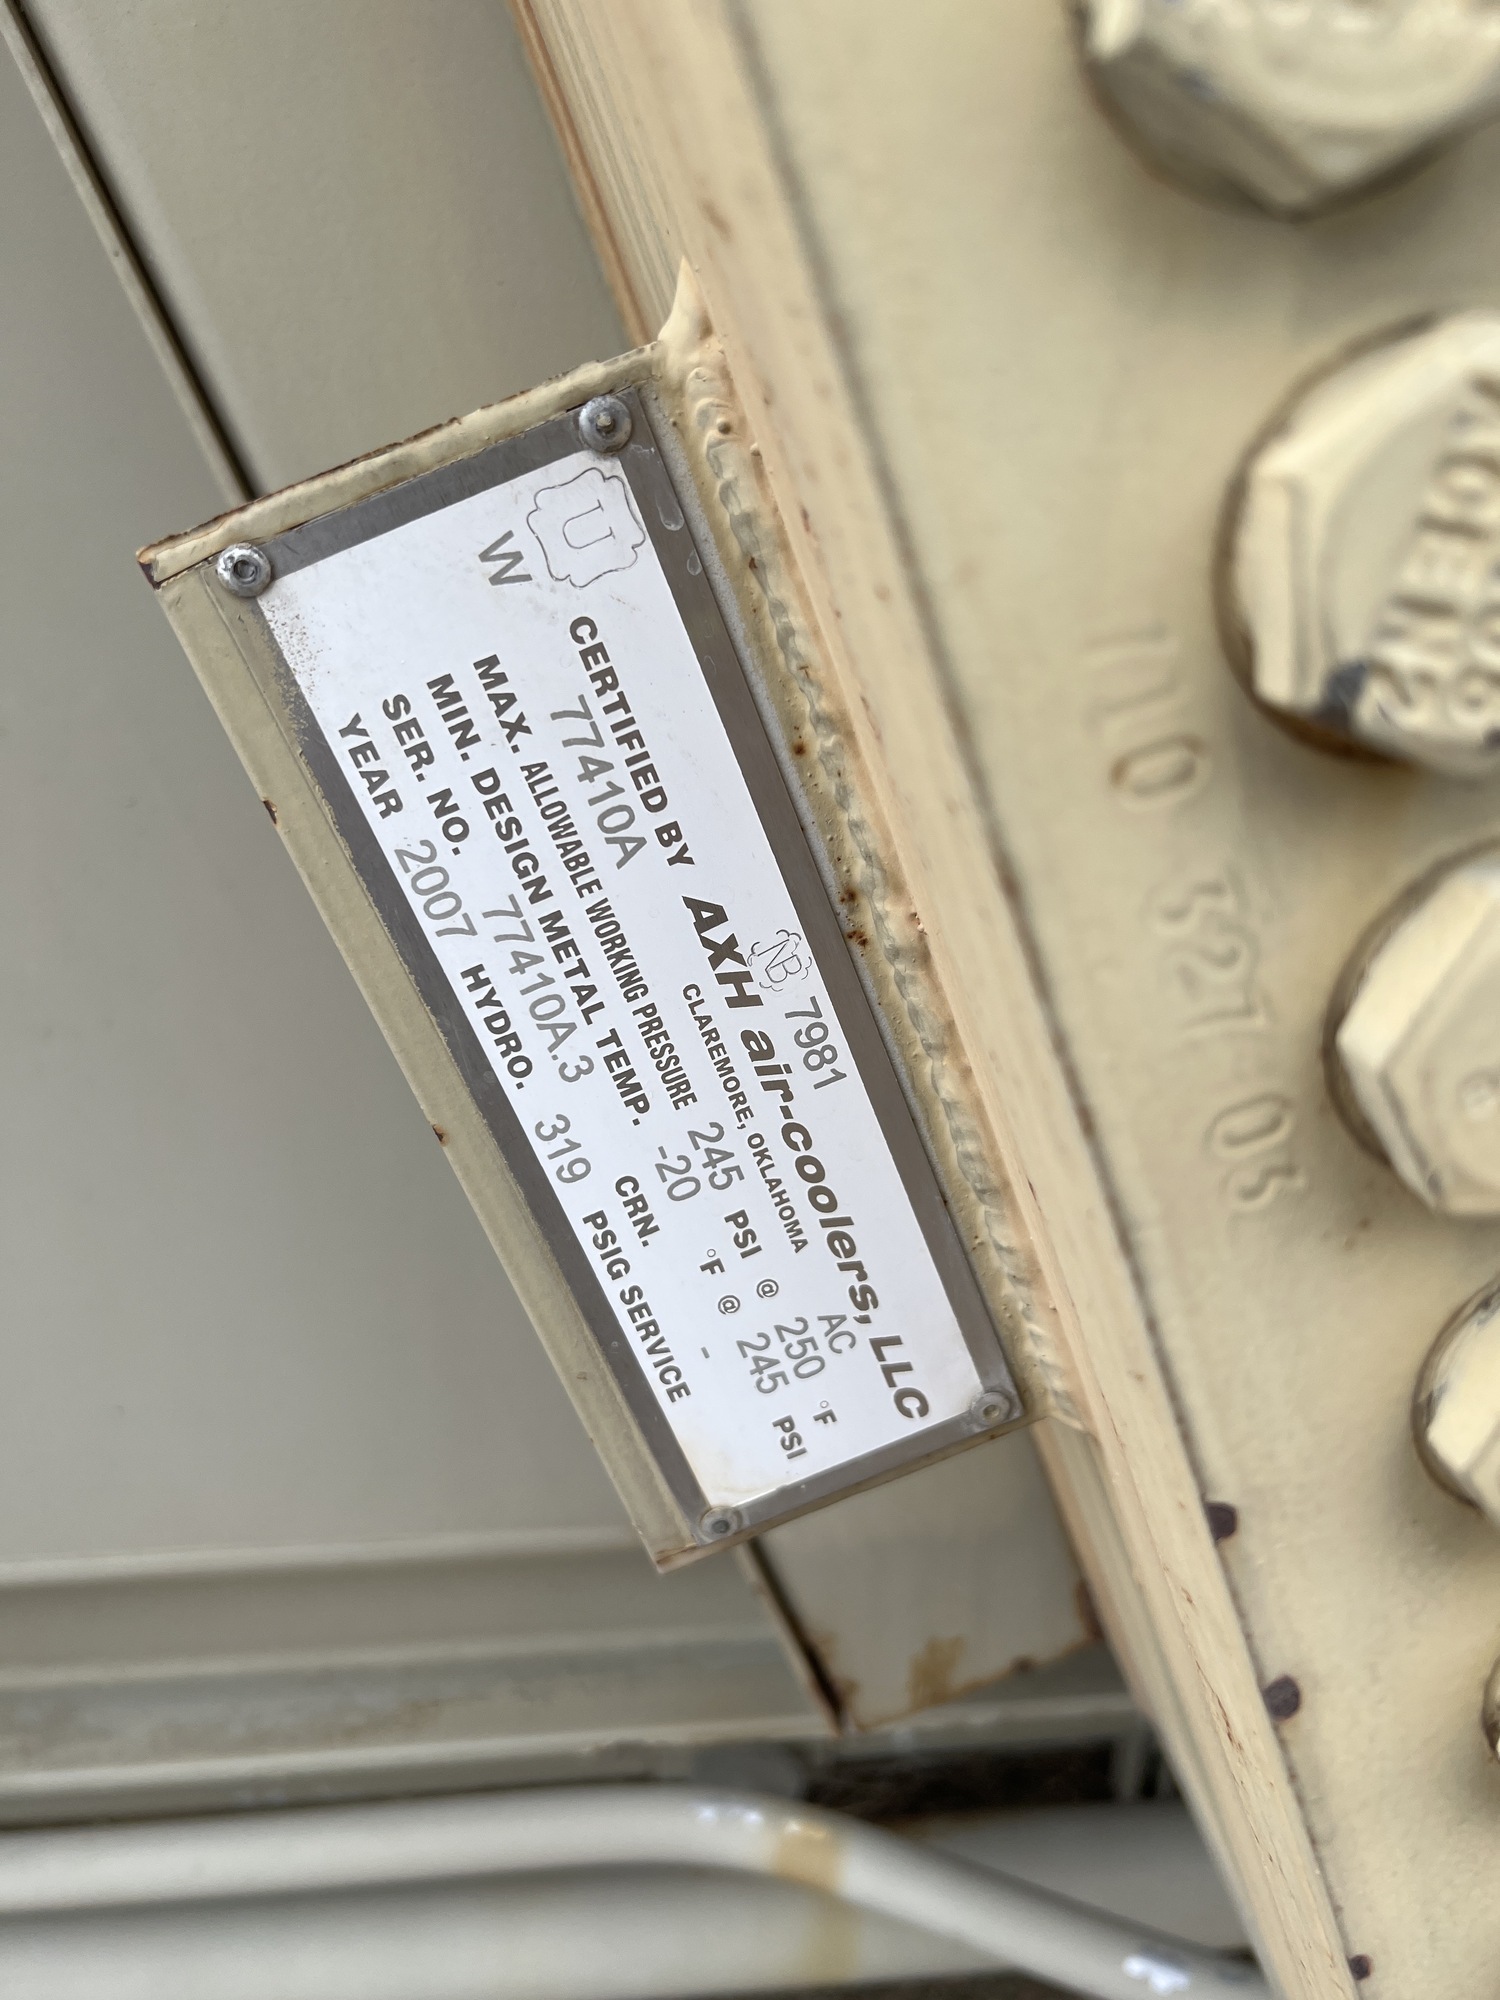 NB 7981
U
W
CERTIFIED BY AXH air-coolers, LLC
CLAREMORE, OKLAHOMA
77410A
AC
MAX. ALLOWABLE WORKING PRESSURE 245 PSI @ 250 °F
MIN. DESIGN METAL TEMP. -20 °F @ 245 PSI
SER. NO. 77410A.3 CRN. -
YEAR 2007 HYDRO. 319 PSIG SERVICE